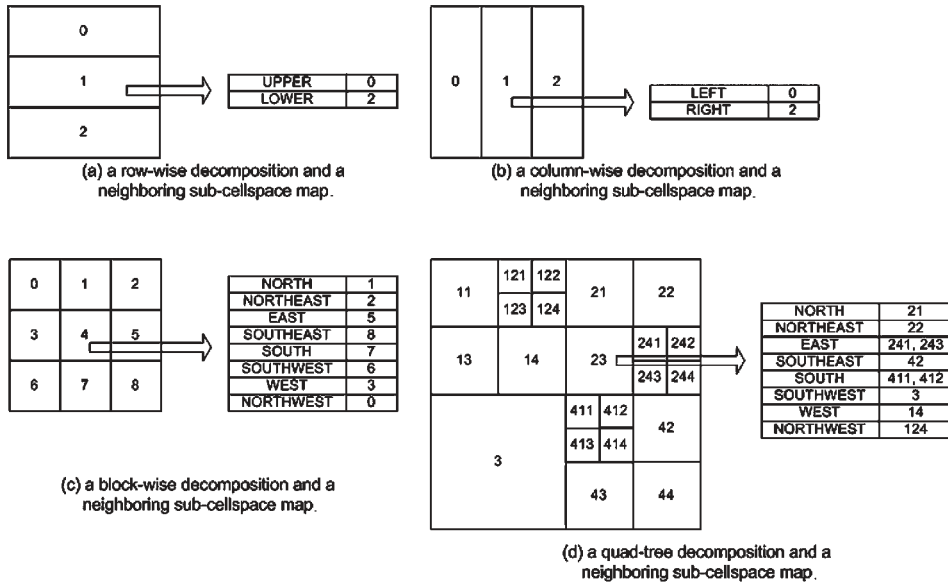 0
1
2
UPPER 0
LOWER 2
(a) a row-wise decomposition and a
neighboring sub-cellspace map.
0 1 2
LEFT 0
RIGHT 2
(b) a column-wise decomposition and a
neighboring sub-cellspace map.
0 1 2
3 4 5
6 7 8
NORTH 1
NORTHEAST 2
EAST 5
SOUTHEAST 8
SOUTH 7
SOUTHWEST 6
WEST 3
NORTHWEST 0
(c) a block-wise decomposition and a
neighboring sub-cellspace map.
11 121 122 21 22
123 124
13 14 23 241 242
243 244
3 411 412 42
413 414
43 44
NORTH 21
NORTHEAST 22
EAST 241, 243
SOUTHEAST 42
SOUTH 411, 412
SOUTHWEST 3
WEST 14
NORTHWEST 124
(d) a quad-tree decomposition and a
neighboring sub-cellspace map.